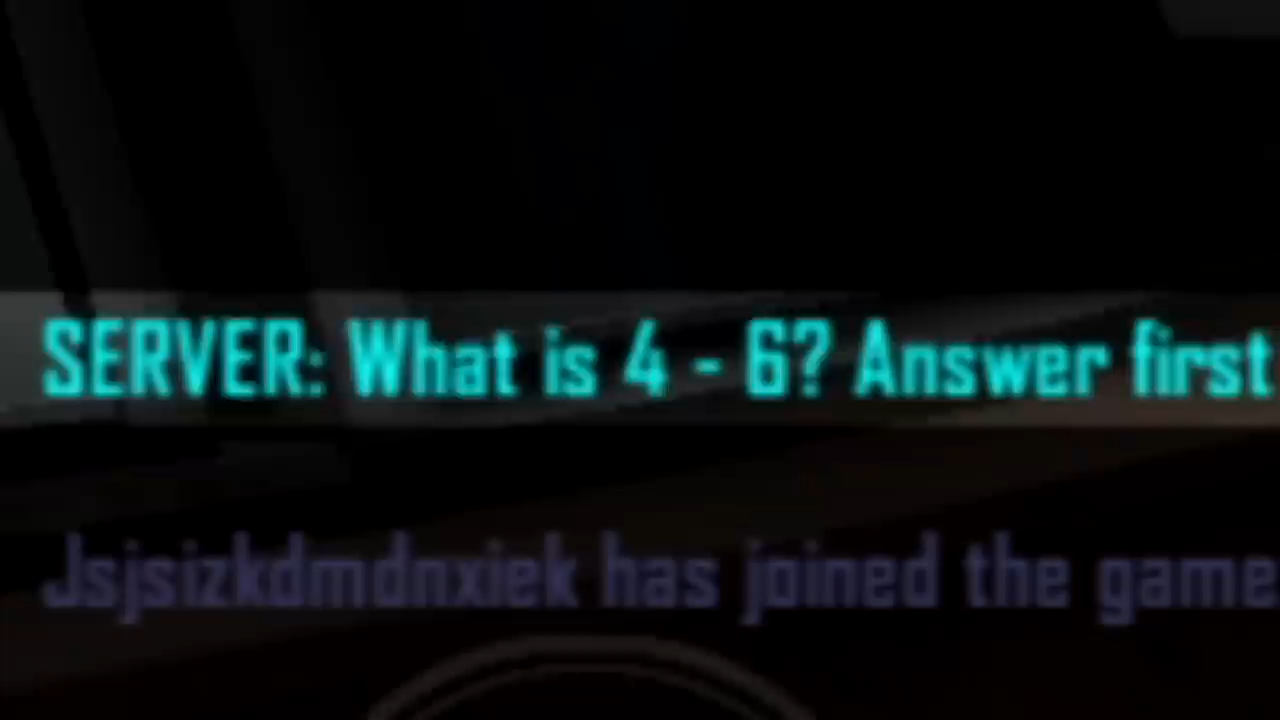 SERVER: What is 4 - 6? Answer first
Jsjsizkdmdnxiek has joined the game